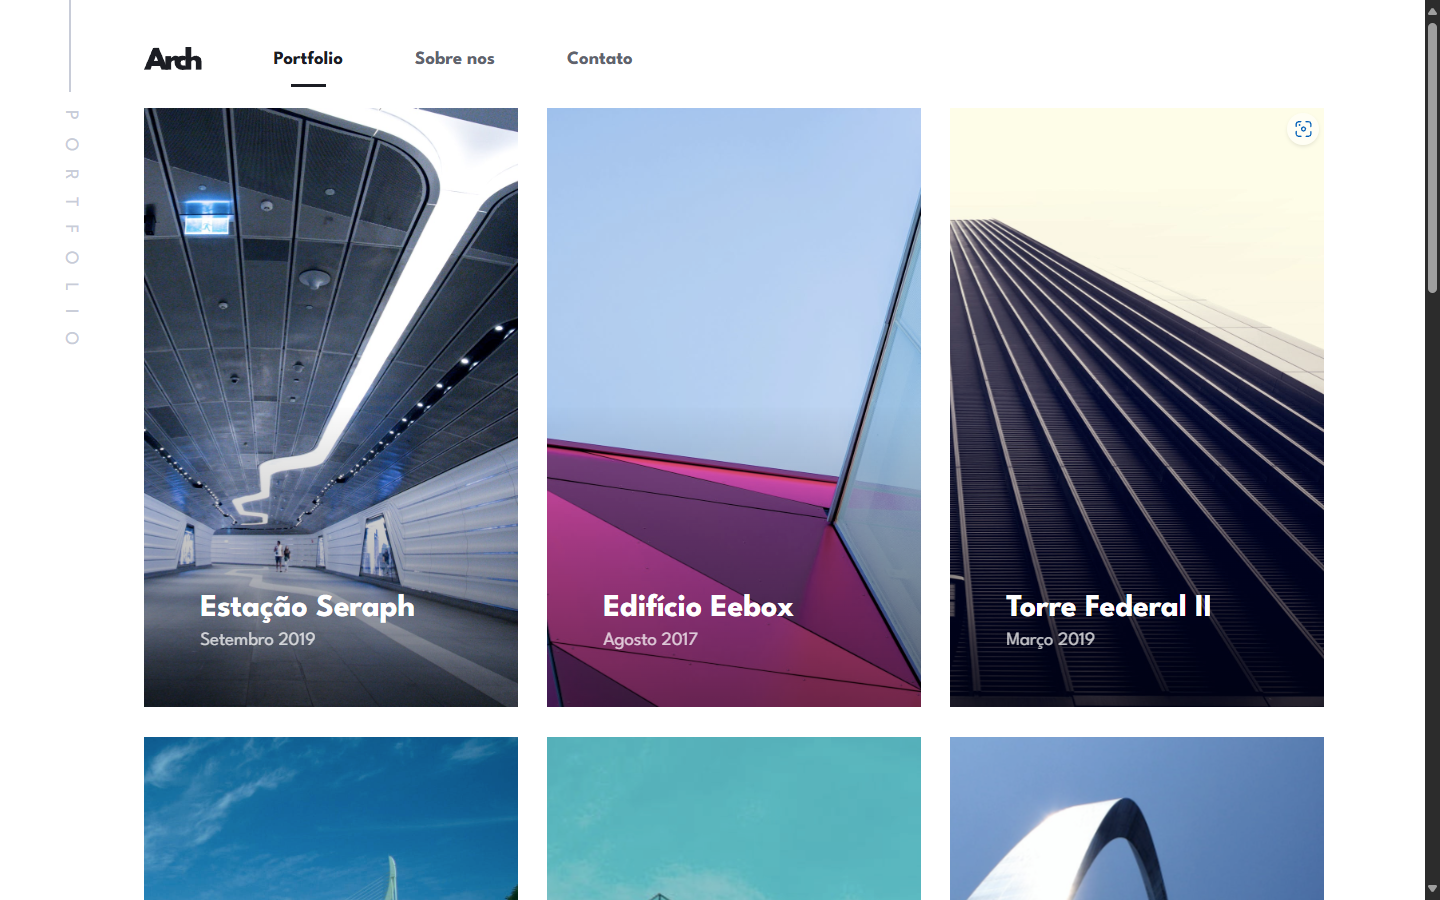 Arch
Portfolio
Sobre nos
Contato
PORTFOLIO
Estação Seraph
Setembro 2019
Edifício Eebox
Agosto 2017
Torre Federal II
Março 2019